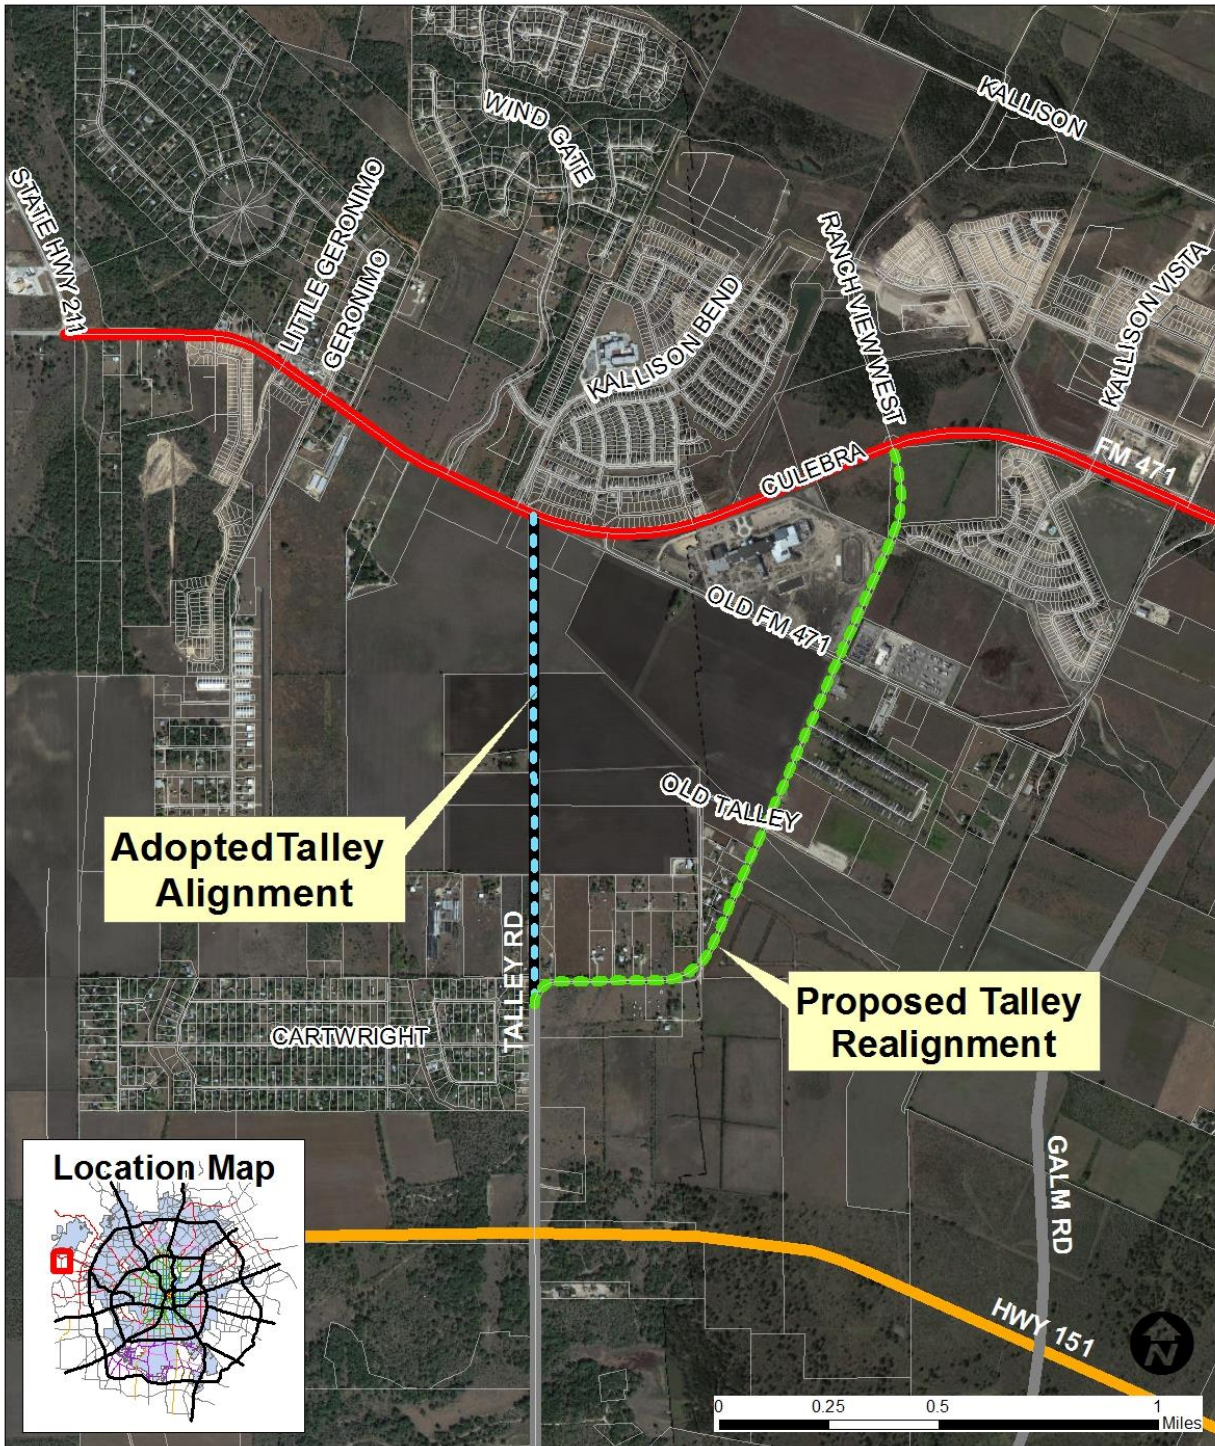 KALLISON
WIND GATE
STATE HWY 211
LITTLE GERONIMO
GERONIMO
KALLISON BEND
RANCH VIEW WEST
KALLISON VISTA
CULEBRA
FM 471
OLD FM 471
OLD TALLEY
Adopted Talley
Alignment
TALLEY RD
Proposed Talley
Realignment
CARTWRIGHT
GALM RD
HWY 151
Location Map
N
0 0.25 0.5 1
Miles